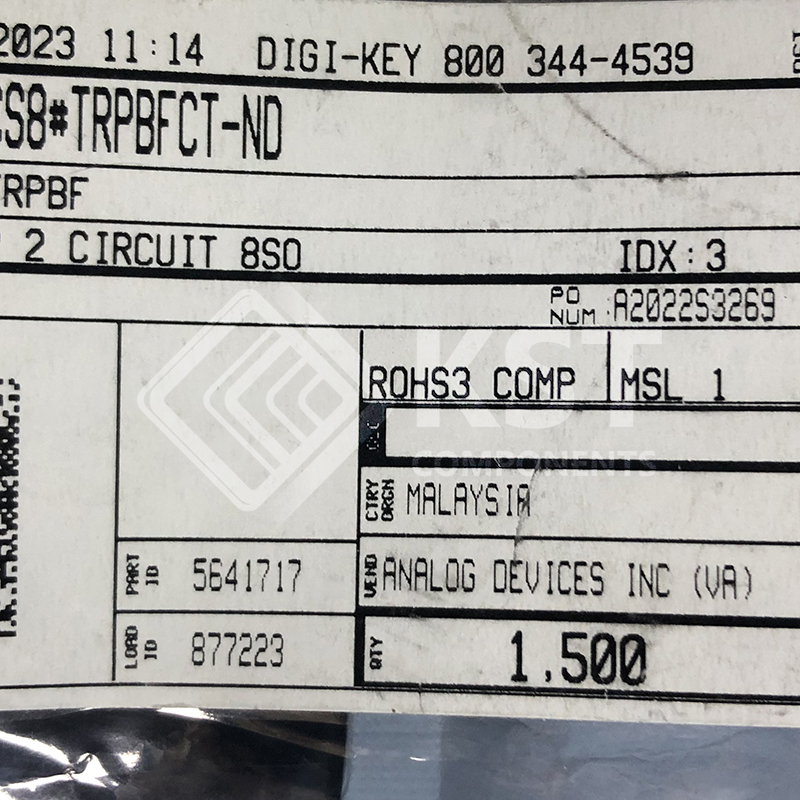 2023 11:14 DIGI-KEY 800 344-4539
CS8#TRPBFCT-ND
TRPBF
2 CIRCUIT 8SO IDX:3
PO NUM :A2022S3269
ROHS3 COMP MSL 1
KST
COMPONENTS
CTRY ORGN MALAYSIA
PART ID 5641717
VEND ANALOG DEVICES INC (VA)
LOAD ID 877223
QTY 1,500